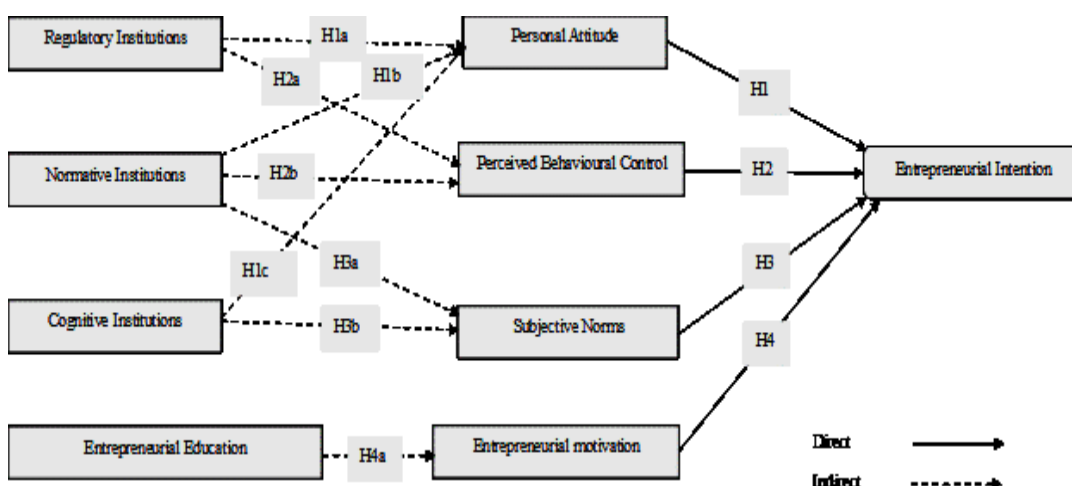 Regulatory Institutions
H1a
Personal Attitude
H2a
H1b
H1
Normative Institutions
H2b
Perceived Behavioural Control
H2
Entrepreneurial Intention
H1c
H3a
H3
Cognitive Institutions
H3b
Subjective Norms
H4
Entrepreneurial Education
H4a
Entrepreneurial motivation
Direct
Indirect